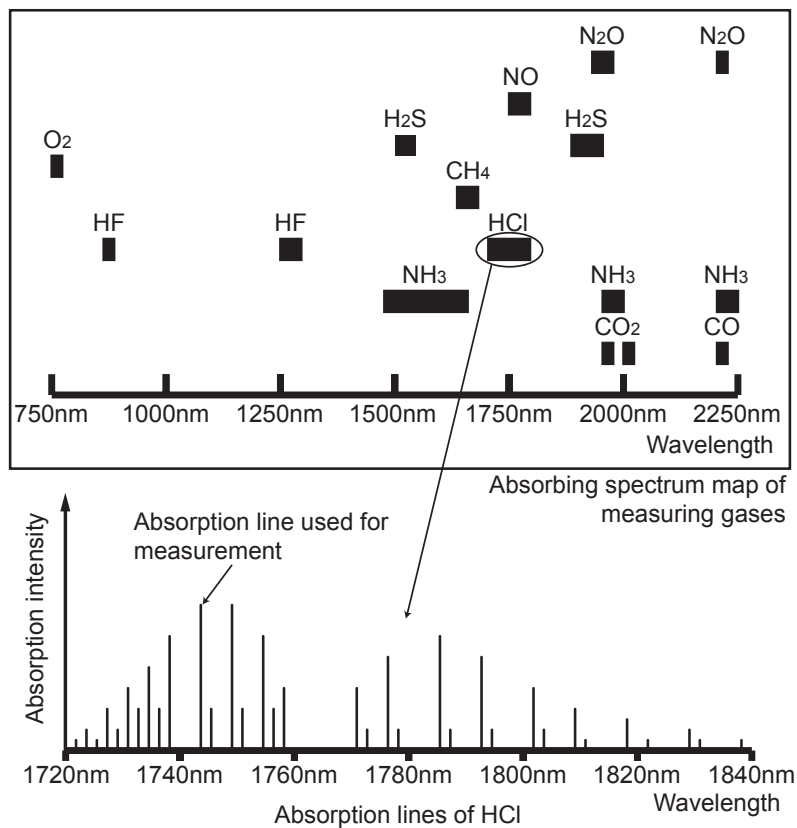 N2O N2O
NO
H2S H2S
O2
CH4
HF HF HCl
NH3 NH3 NH3
CO2 CO
750nm 1000nm 1250nm 1500nm 1750nm 2000nm 2250nm
Wavelength
Absorbing spectrum map of
measuring gases
Absorption intensity
Absorption line used for
measurement
1720nm 1740nm 1760nm 1780nm 1800nm 1820nm 1840nm
Wavelength
Absorption lines of HCl